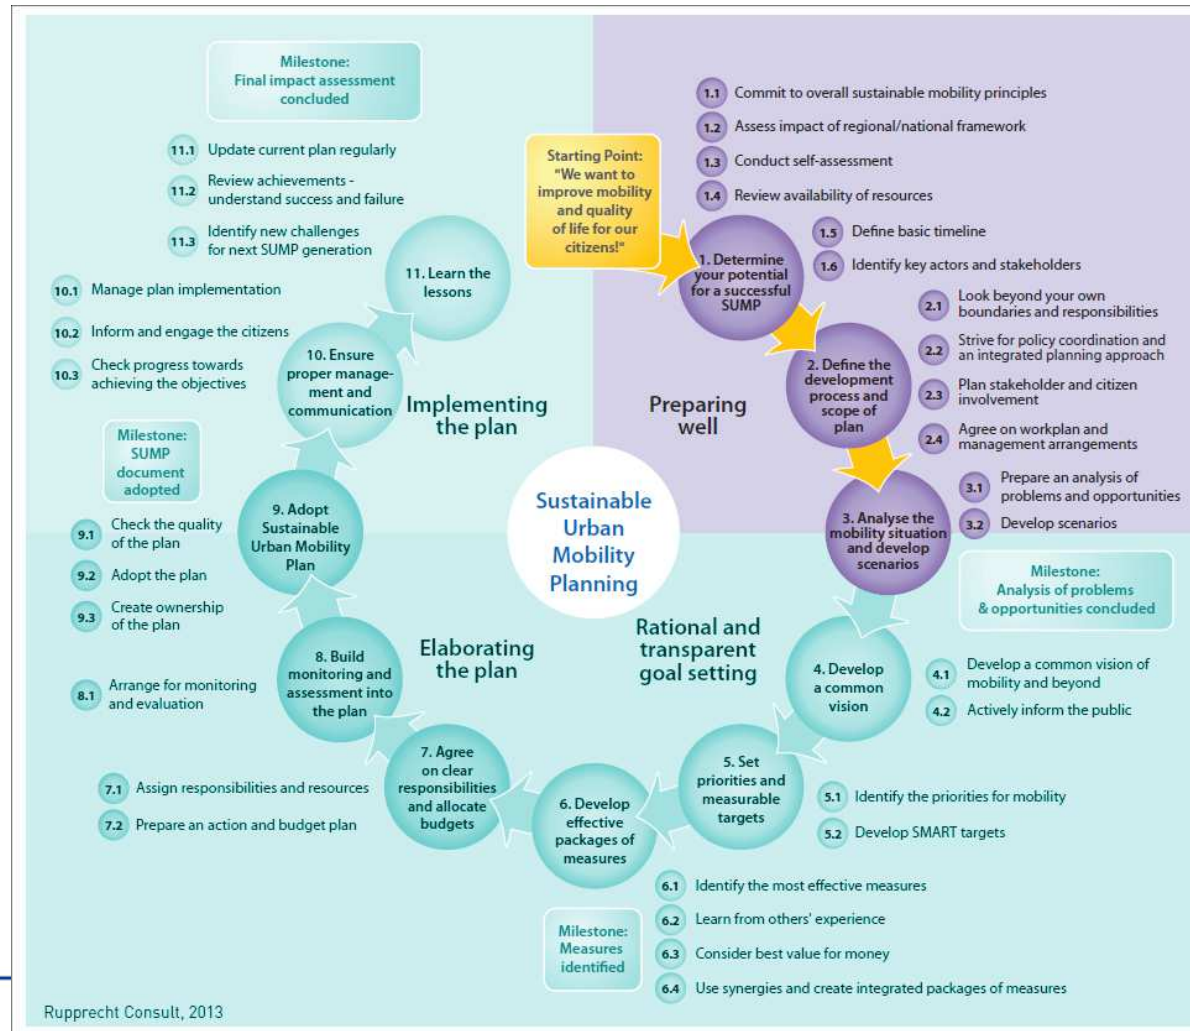 Milestone:
Final impact assessment
concluded
11.1 Update current plan regularly
11.2 Review achievements -
understand success and failure
11.3 Identify new challenges
for next SUMP generation
Starting Point:
"We want to
improve mobility
and quality
of life for our
citizens!"
1.1 Commit to overall sustainable mobility principles
1.2 Assess impact of regional/national framework
1.3 Conduct self-assessment
1.4 Review availability of resources
1.5 Define basic timeline
1.6 Identify key actors and stakeholders
1. Determine
your potential
for a successful
SUMP
2.1 Look beyond your own
boundaries and responsibilities
2.2 Strive for policy coordination and
an integrated planning approach
2.3 Plan stakeholder and citizen
involvement
2.4 Agree on workplan and
management arrangements
2. Define the
development
process and
scope of
plan
Preparing
well
3.1 Prepare an analysis of
problems and opportunities
3.2 Develop scenarios
3. Analyse the
mobility situation
and develop
scenarios
Milestone:
Analysis of problems
& opportunities concluded
Sustainable
Urban
Mobility
Planning
Rational and
transparent
goal setting
4. Develop
a common
vision
4.1 Develop a common vision of
mobility and beyond
4.2 Actively inform the public
5. Set
priorities and
measurable
targets
5.1 Identify the priorities for mobility
5.2 Develop SMART targets
6. Develop
effective
packages of
measures
6.1 Identify the most effective measures
6.2 Learn from others' experience
6.3 Consider best value for money
6.4 Use synergies and create integrated packages of measures
Milestone:
Measures
identified
7. Agree
on clear
responsibilities
and allocate
budgets
7.1 Assign responsibilities and resources
7.2 Prepare an action and budget plan
Elaborating
the plan
8. Build
monitoring and
assessment into
the plan
8.1 Arrange for monitoring
and evaluation
9. Adopt
Sustainable
Urban Mobility
Plan
9.1 Check the quality
of the plan
9.2 Adopt the plan
9.3 Create ownership
of the plan
Milestone:
SUMP
document
adopted
10. Ensure
proper manage-
ment and
communication
10.1 Manage plan implementation
10.2 Inform and engage the citizens
10.3 Check progress towards
achieving the objectives
Implementing
the plan
11. Learn the
lessons
Rupprecht Consult, 2013